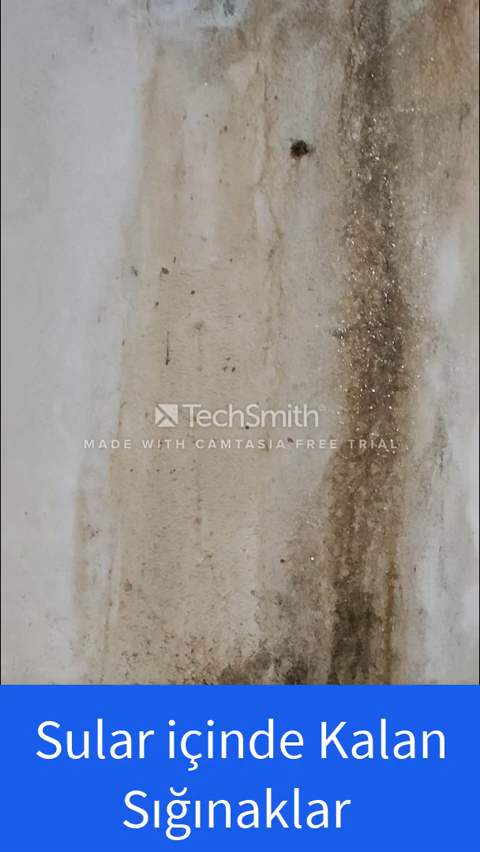 TechSmith®
MADE WITH CAMTASIA FREE TRIAL
Sular içinde Kalan
Sığınaklar